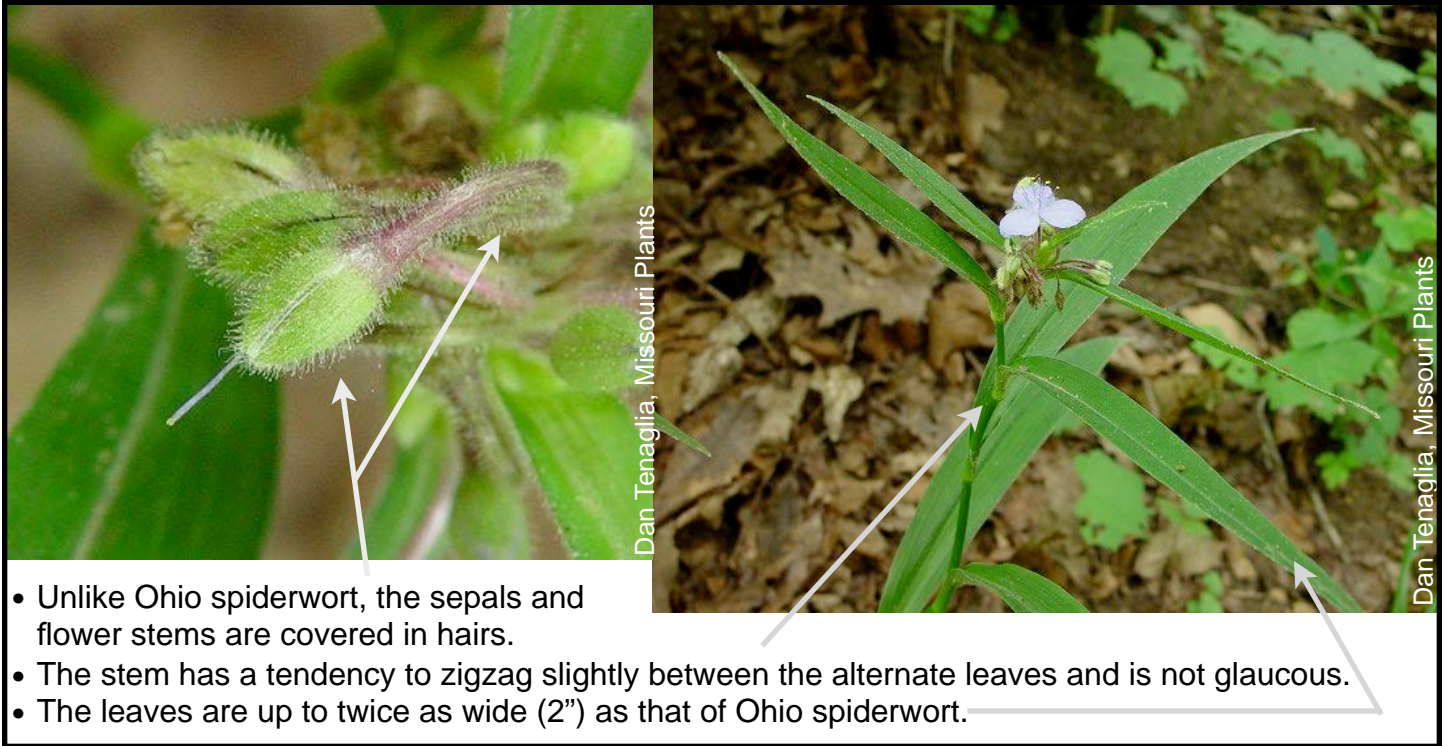 Dan Tenaglia, Missouri Plants
Dan Tenaglia, Missouri Plants
• Unlike Ohio spiderwort, the sepals and
flower stems are covered in hairs.
• The stem has a tendency to zigzag slightly between the alternate leaves and is not glaucous.
• The leaves are up to twice as wide (2”) as that of Ohio spiderwort.